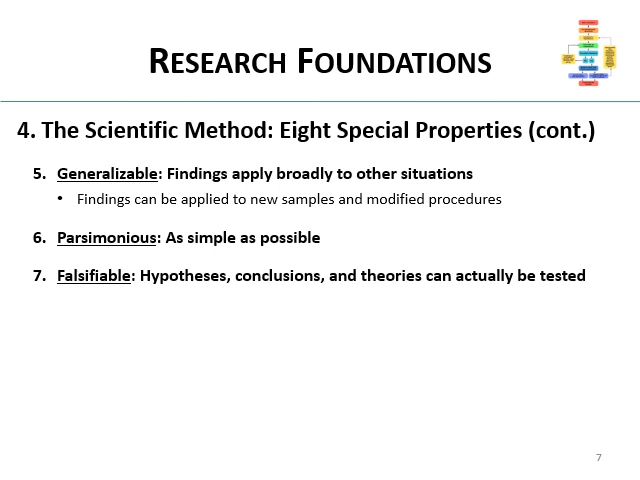 RESEARCH FOUNDATIONS
4. The Scientific Method: Eight Special Properties (cont.)
5. Generalizable: Findings apply broadly to other situations
• Findings can be applied to new samples and modified procedures
6. Parsimonious: As simple as possible
7. Falsifiable: Hypotheses, conclusions, and theories can actually be tested
7